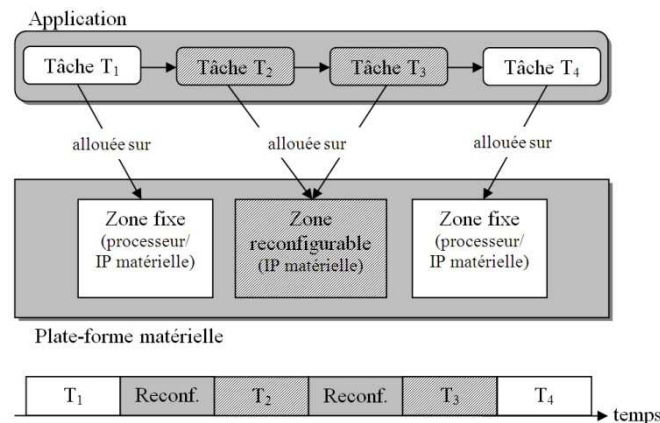 Application
Tâche T₁
Tâche T₂
Tâche T₃
Tâche T₄
allouée sur
allouée sur
allouée sur
allouée sur
Zone fixe
(processeur/
IP matérielle)
Zone
reconfigurable
(IP matérielle)
Zone fixe
(processeur/
IP matérielle)
Plate-forme matérielle
T₁
Reconf.
T₂
Reconf.
T₃
T₄
temps